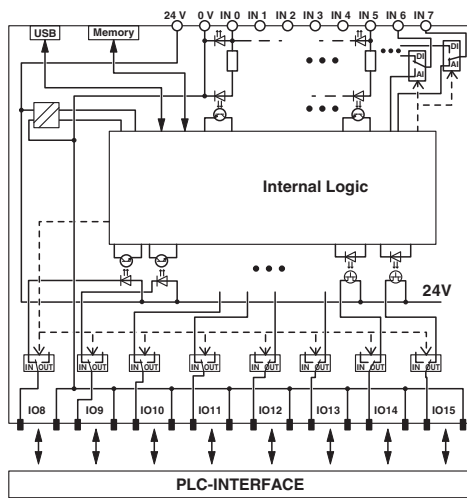 24 V 0 V IN 0 IN 1 IN 2 IN 3 IN 4 IN 5 IN 6 IN 7
USB Memory
DI DI
AI AI
Internal Logic
24V
IN OUT IN OUT IN OUT IN OUT IN OUT IN OUT IN OUT IN OUT
IO8 IO9 IO10 IO11 IO12 IO13 IO14 IO15
PLC-INTERFACE